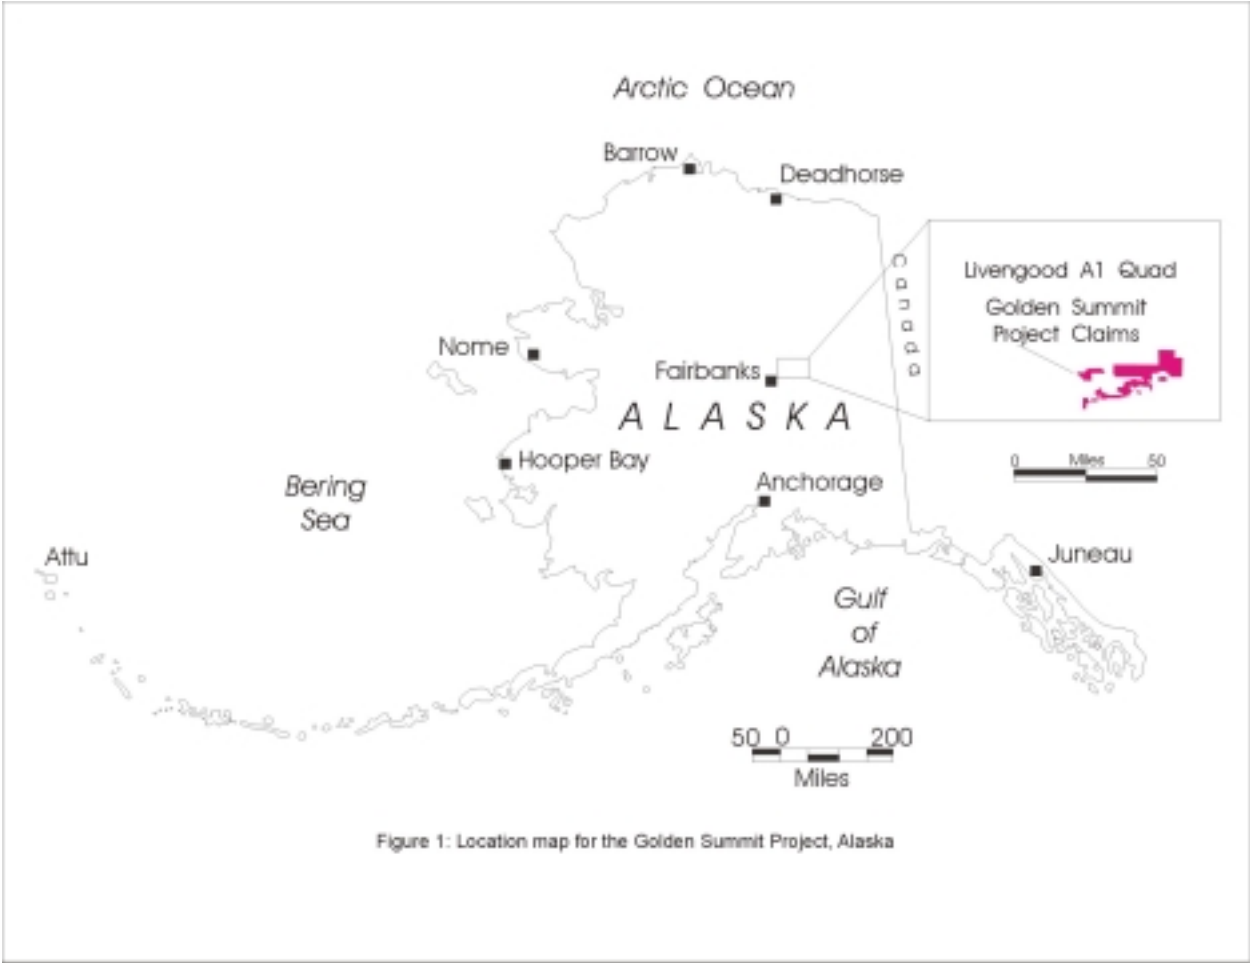 Arctic Ocean
Barrow
Deadhorse
Canada
Livengood A1 Quad
Golden Summit
Project Claims
Nome
Fairbanks
ALASKA
0 Miles 50
Hooper Bay
Anchorage
Bering
Sea
Attu
Juneau
Gulf
of
Alaska
50 0 200
Miles
Figure 1: Location map for the Golden Summit Project, Alaska